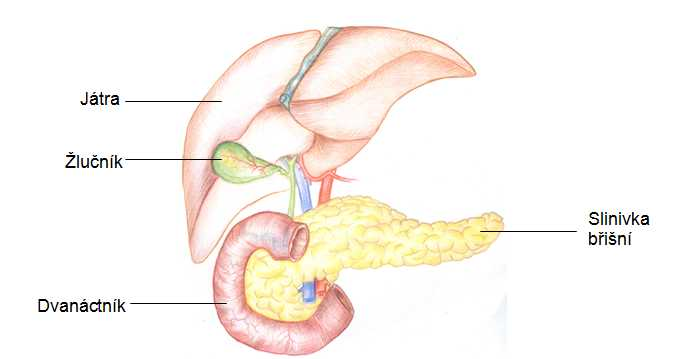 Játra
Žlučník
Slinivka
břišní
Dvanáctník